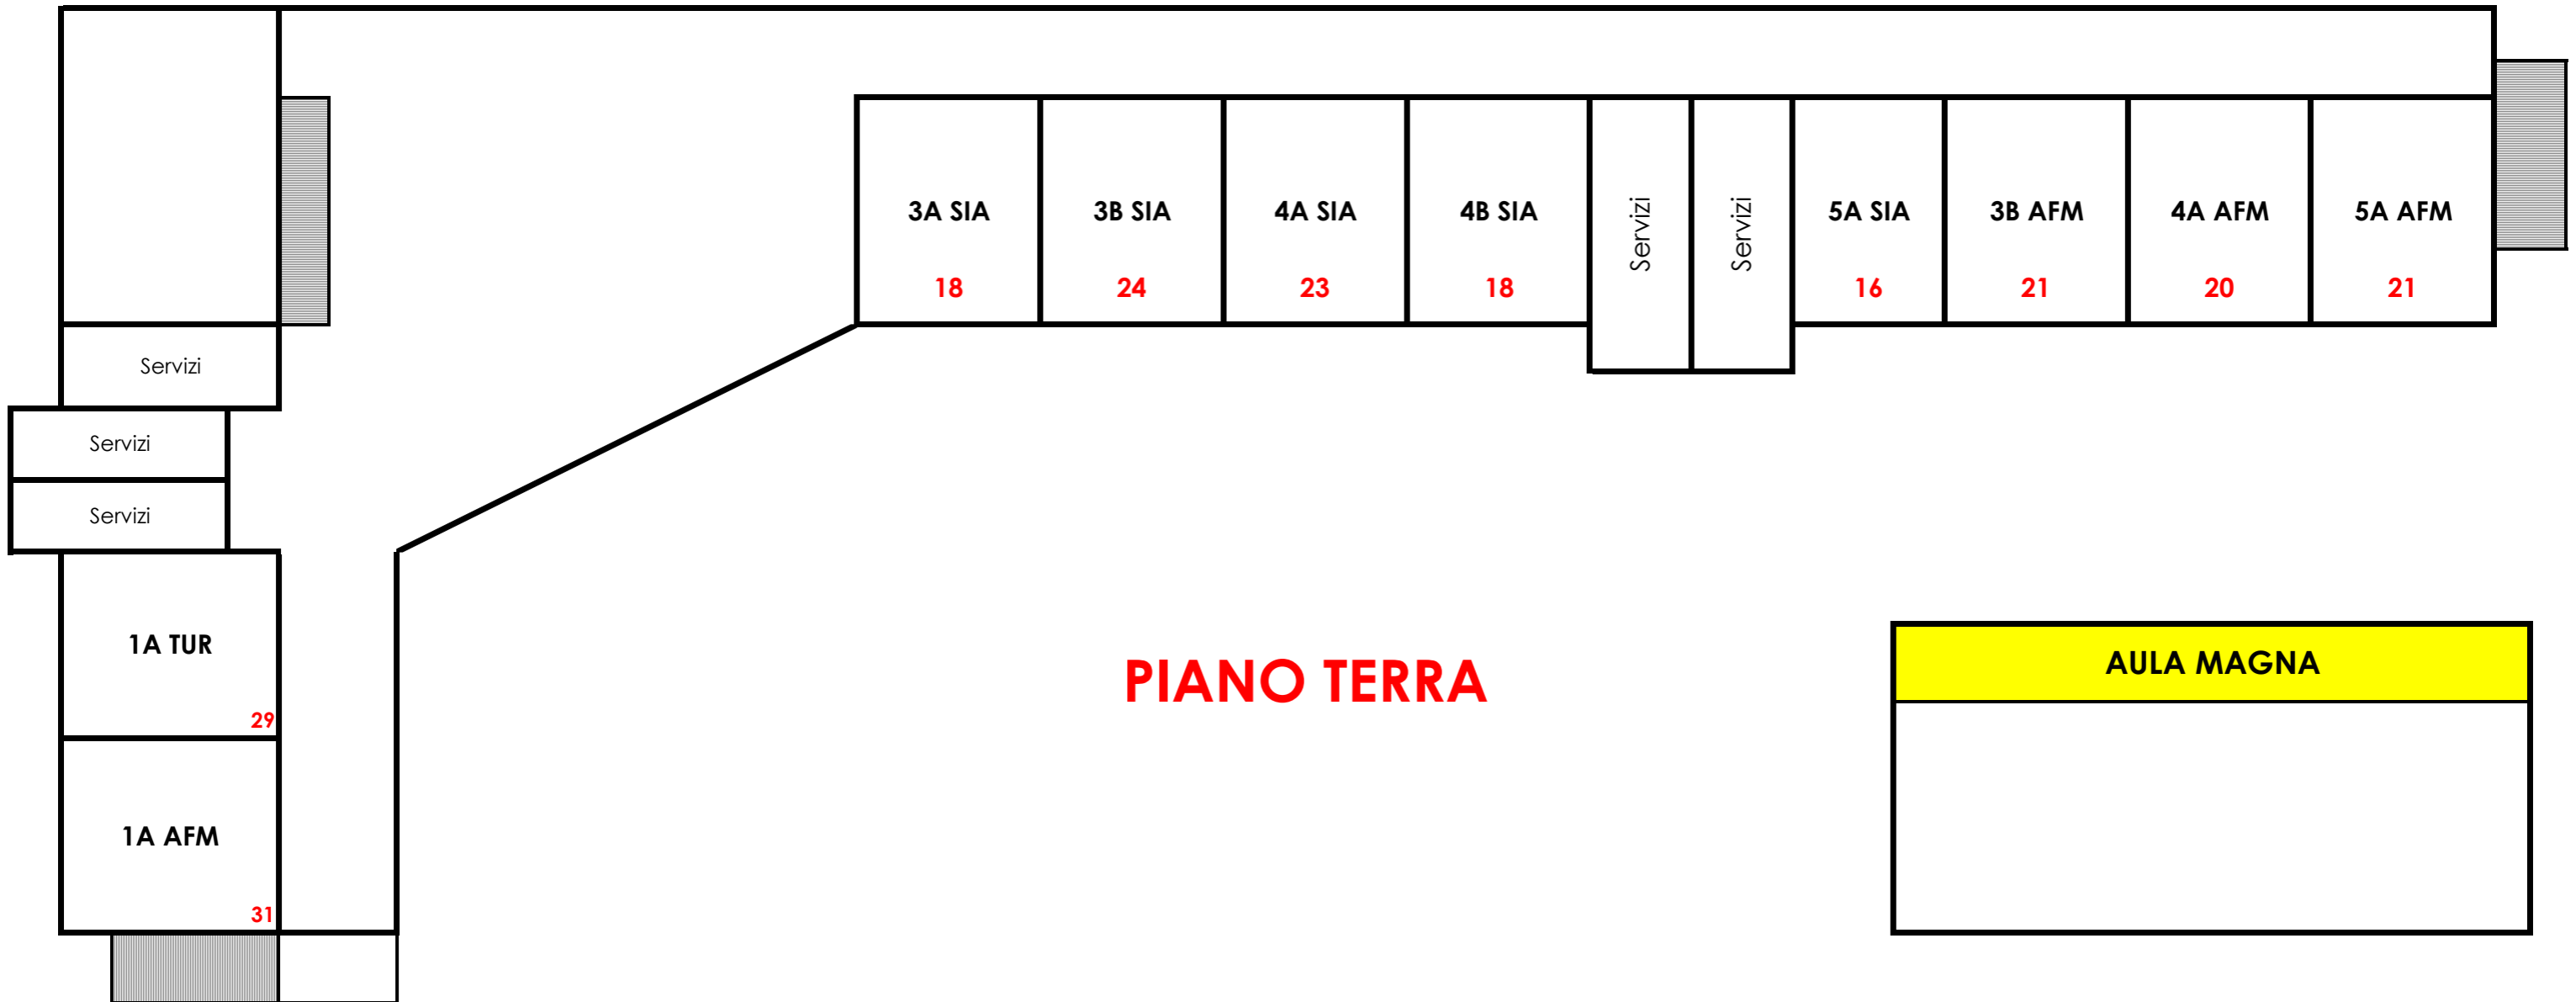 3A SIA
18
3B SIA
24
4A SIA
23
4B SIA
18
Servizi
Servizi
5A SIA
16
3B AFM
21
4A AFM
20
5A AFM
21
Servizi
Servizi
Servizi
1A TUR
29
1A AFM
31
PIANO TERRA
AULA MAGNA